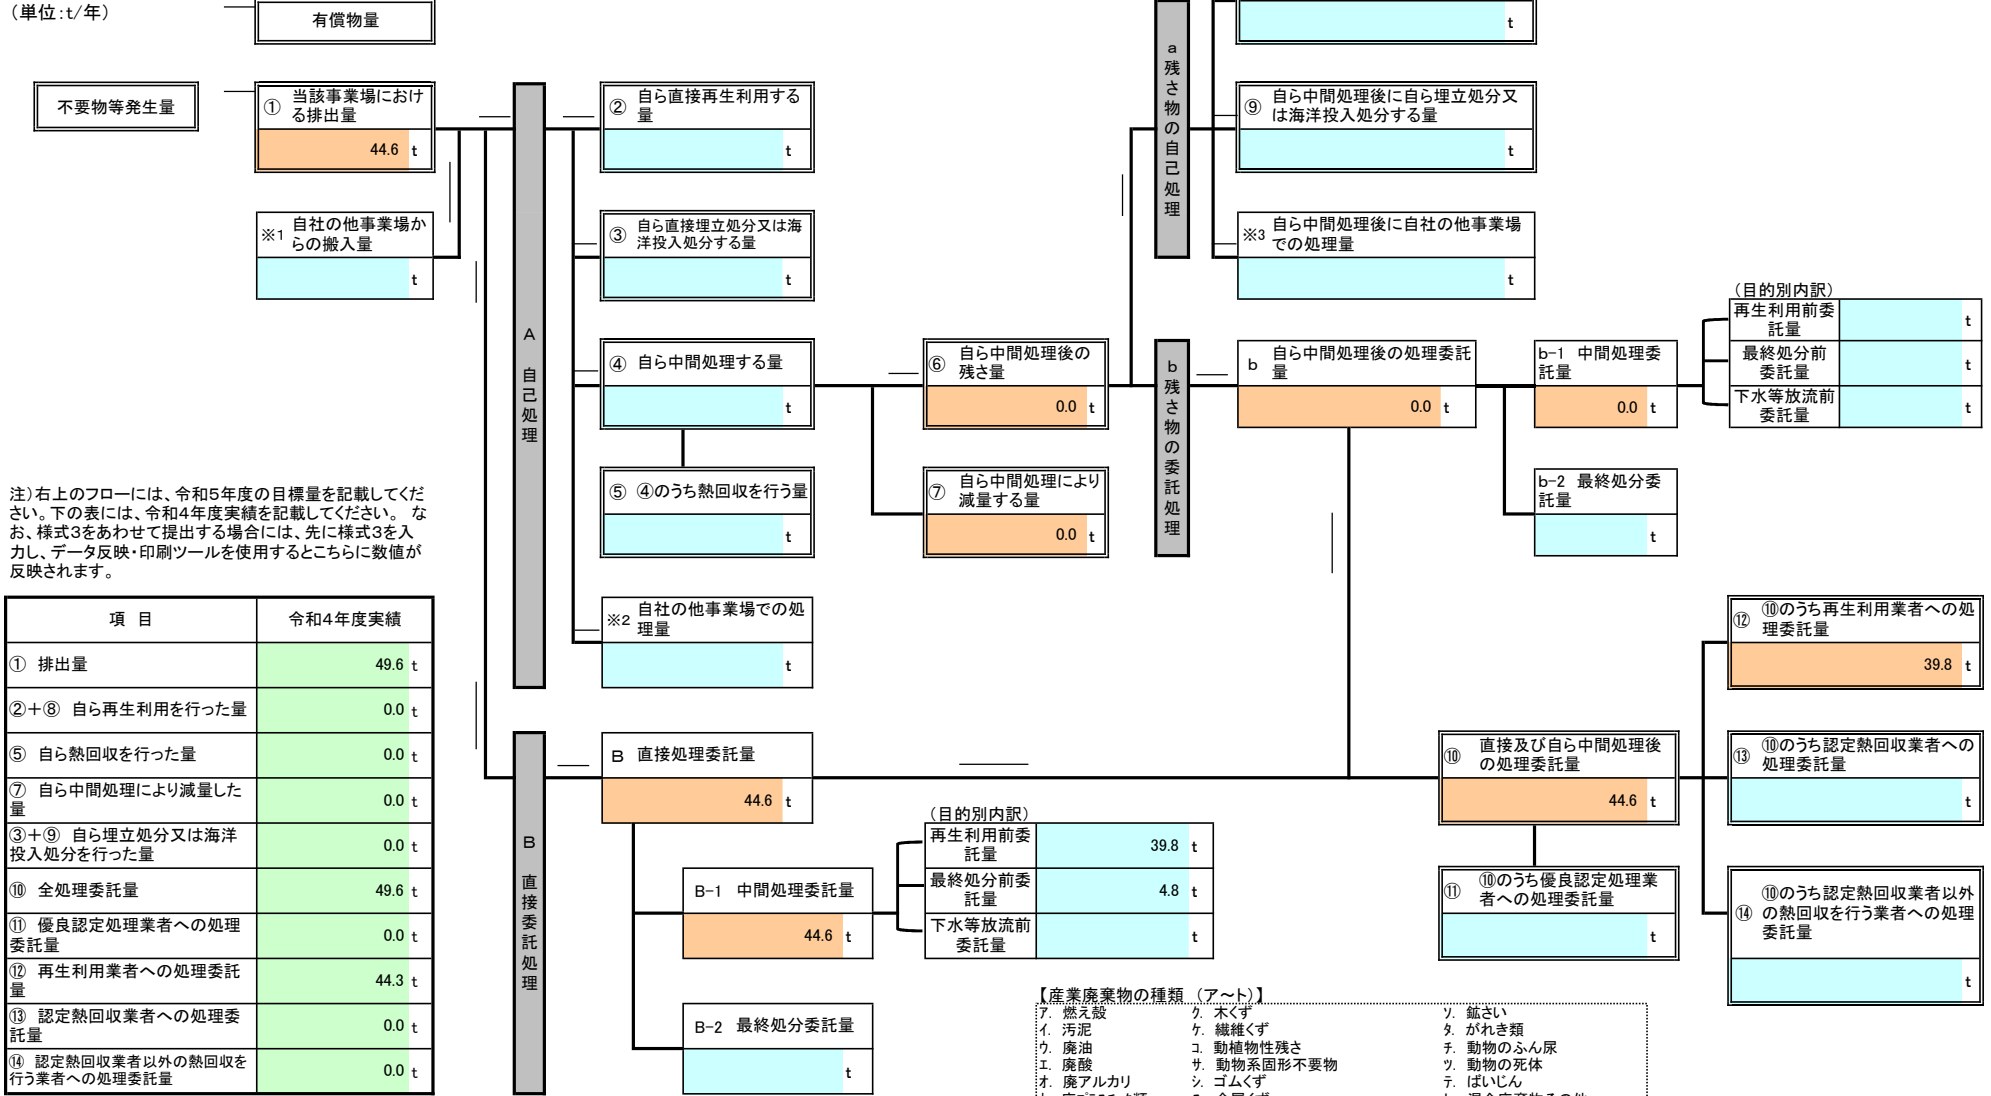 （単位：t/年）
有償物量
t
不要物等発生量
① 当該事業場におけ
る排出量
44.6 t
※1 自社の他事業場か
らの搬入量
t
A 自己処理
② 自ら直接再生利用する
量
t
③ 自ら直接埋立処分又は海
洋投入処分する量
t
④ 自ら中間処理する量
t
⑤ ④のうち熱回収を行う量
t
※2 自社の他事業場での処
理量
t
⑥ 自ら中間処理後の
残さ量
0.0 t
⑦ 自ら中間処理により
減量する量
0.0 t
a 残さ物の自己処理
⑨ 自ら中間処理後に自ら埋立処分又
は海洋投入処分する量
t
※3 自ら中間処理後に自社の他事業場
での処理量
t
b 残さ物の委託処理
b 自ら中間処理後の処理委託
量
0.0 t
b-1 中間処理委
託量
0.0 t
（目的別内訳）
再生利用前委
託量
t
最終処分前
委託量
t
下水等放流前
委託量
t
b-2 最終処分委
託量
t
注）右上のフローには、令和５年度の目標量を記載してくだ
さい。下の表には、令和４年度実績を記載してください。 な
お、様式３をあわせて提出する場合には、先に様式３を入
力し、データ反映・印刷ツールを使用するとこちらに数値が
反映されます。
項 目 令和４年度実績
① 排出量 49.6 t
②＋⑧ 自ら再生利用を行った量 0.0 t
⑤ 自ら熱回収を行った量 0.0 t
⑦ 自ら中間処理により減量した
量 0.0 t
③＋⑨ 自ら埋立処分又は海洋
投入処分を行った量 0.0 t
⑩ 全処理委託量 49.6 t
⑪ 優良認定処理業者への処理
委託量 0.0 t
⑫ 再生利用業者への処理委託
量 44.3 t
⑬ 認定熱回収業者への処理委
託量 0.0 t
⑭ 認定熱回収業者以外の熱回収を
行う業者への処理委託量 0.0 t
B 直接委託処理
B 直接処理委託量
44.6 t
B-1 中間処理委託量
44.6 t
B-2 最終処分委託量
t
（目的別内訳）
再生利用前委
託量
39.8 t
最終処分前委
託量
4.8 t
下水等放流前
委託量
t
⑩ 直接及び自ら中間処理後
の処理委託量
44.6 t
⑪ ⑩のうち優良認定処理業
者への処理委託量
t
⑫ ⑩のうち再生利用業者への処
理委託量
39.8 t
⑬ ⑩のうち認定熱回収業者への
処理委託量
t
⑭ ⑩のうち認定熱回収業者以外
の熱回収を行う業者への処理
委託量
t
【産業廃棄物の種類 （ア～ト）】
ア. 燃え殻 ク. 木くず ソ. 鉱さい
イ. 汚泥 ケ. 繊維くず タ. がれき類
ウ. 廃油 コ. 動植物性残さ チ. 動物のふん尿
エ. 廃酸 サ. 動物系固形不要物 ツ. 動物の死体
オ. 廃アルカリ シ. ゴムくず テ. ばいじん